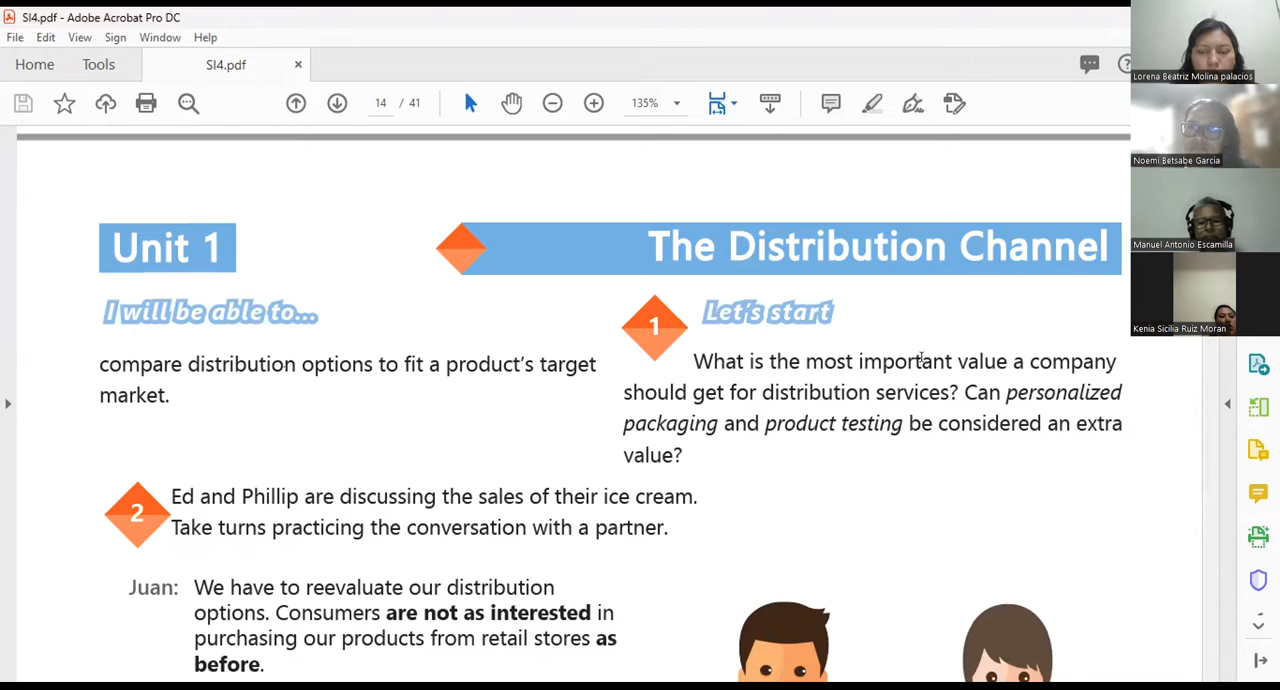 SI4.pdf - Adobe Acrobat Pro DC
File Edit View Sign Window Help
Home Tools SI4.pdf ×
14 / 41 135%
Unit 1
The Distribution Channel
I will be able to...
compare distribution options to fit a product's target
market.
1 Let's start
What is the most important value a company
should get for distribution services? Can personalized
packaging and product testing be considered an extra
value?
2 Ed and Phillip are discussing the sales of their ice cream.
Take turns practicing the conversation with a partner.
Juan: We have to reevaluate our distribution
options. Consumers are not as interested in
purchasing our products from retail stores as
before.
Lorena Beatriz Molina palacios
Noemi Betsabe Garcia
Manuel Antonio Escamilla
Kenia Sicilia Ruiz Moran